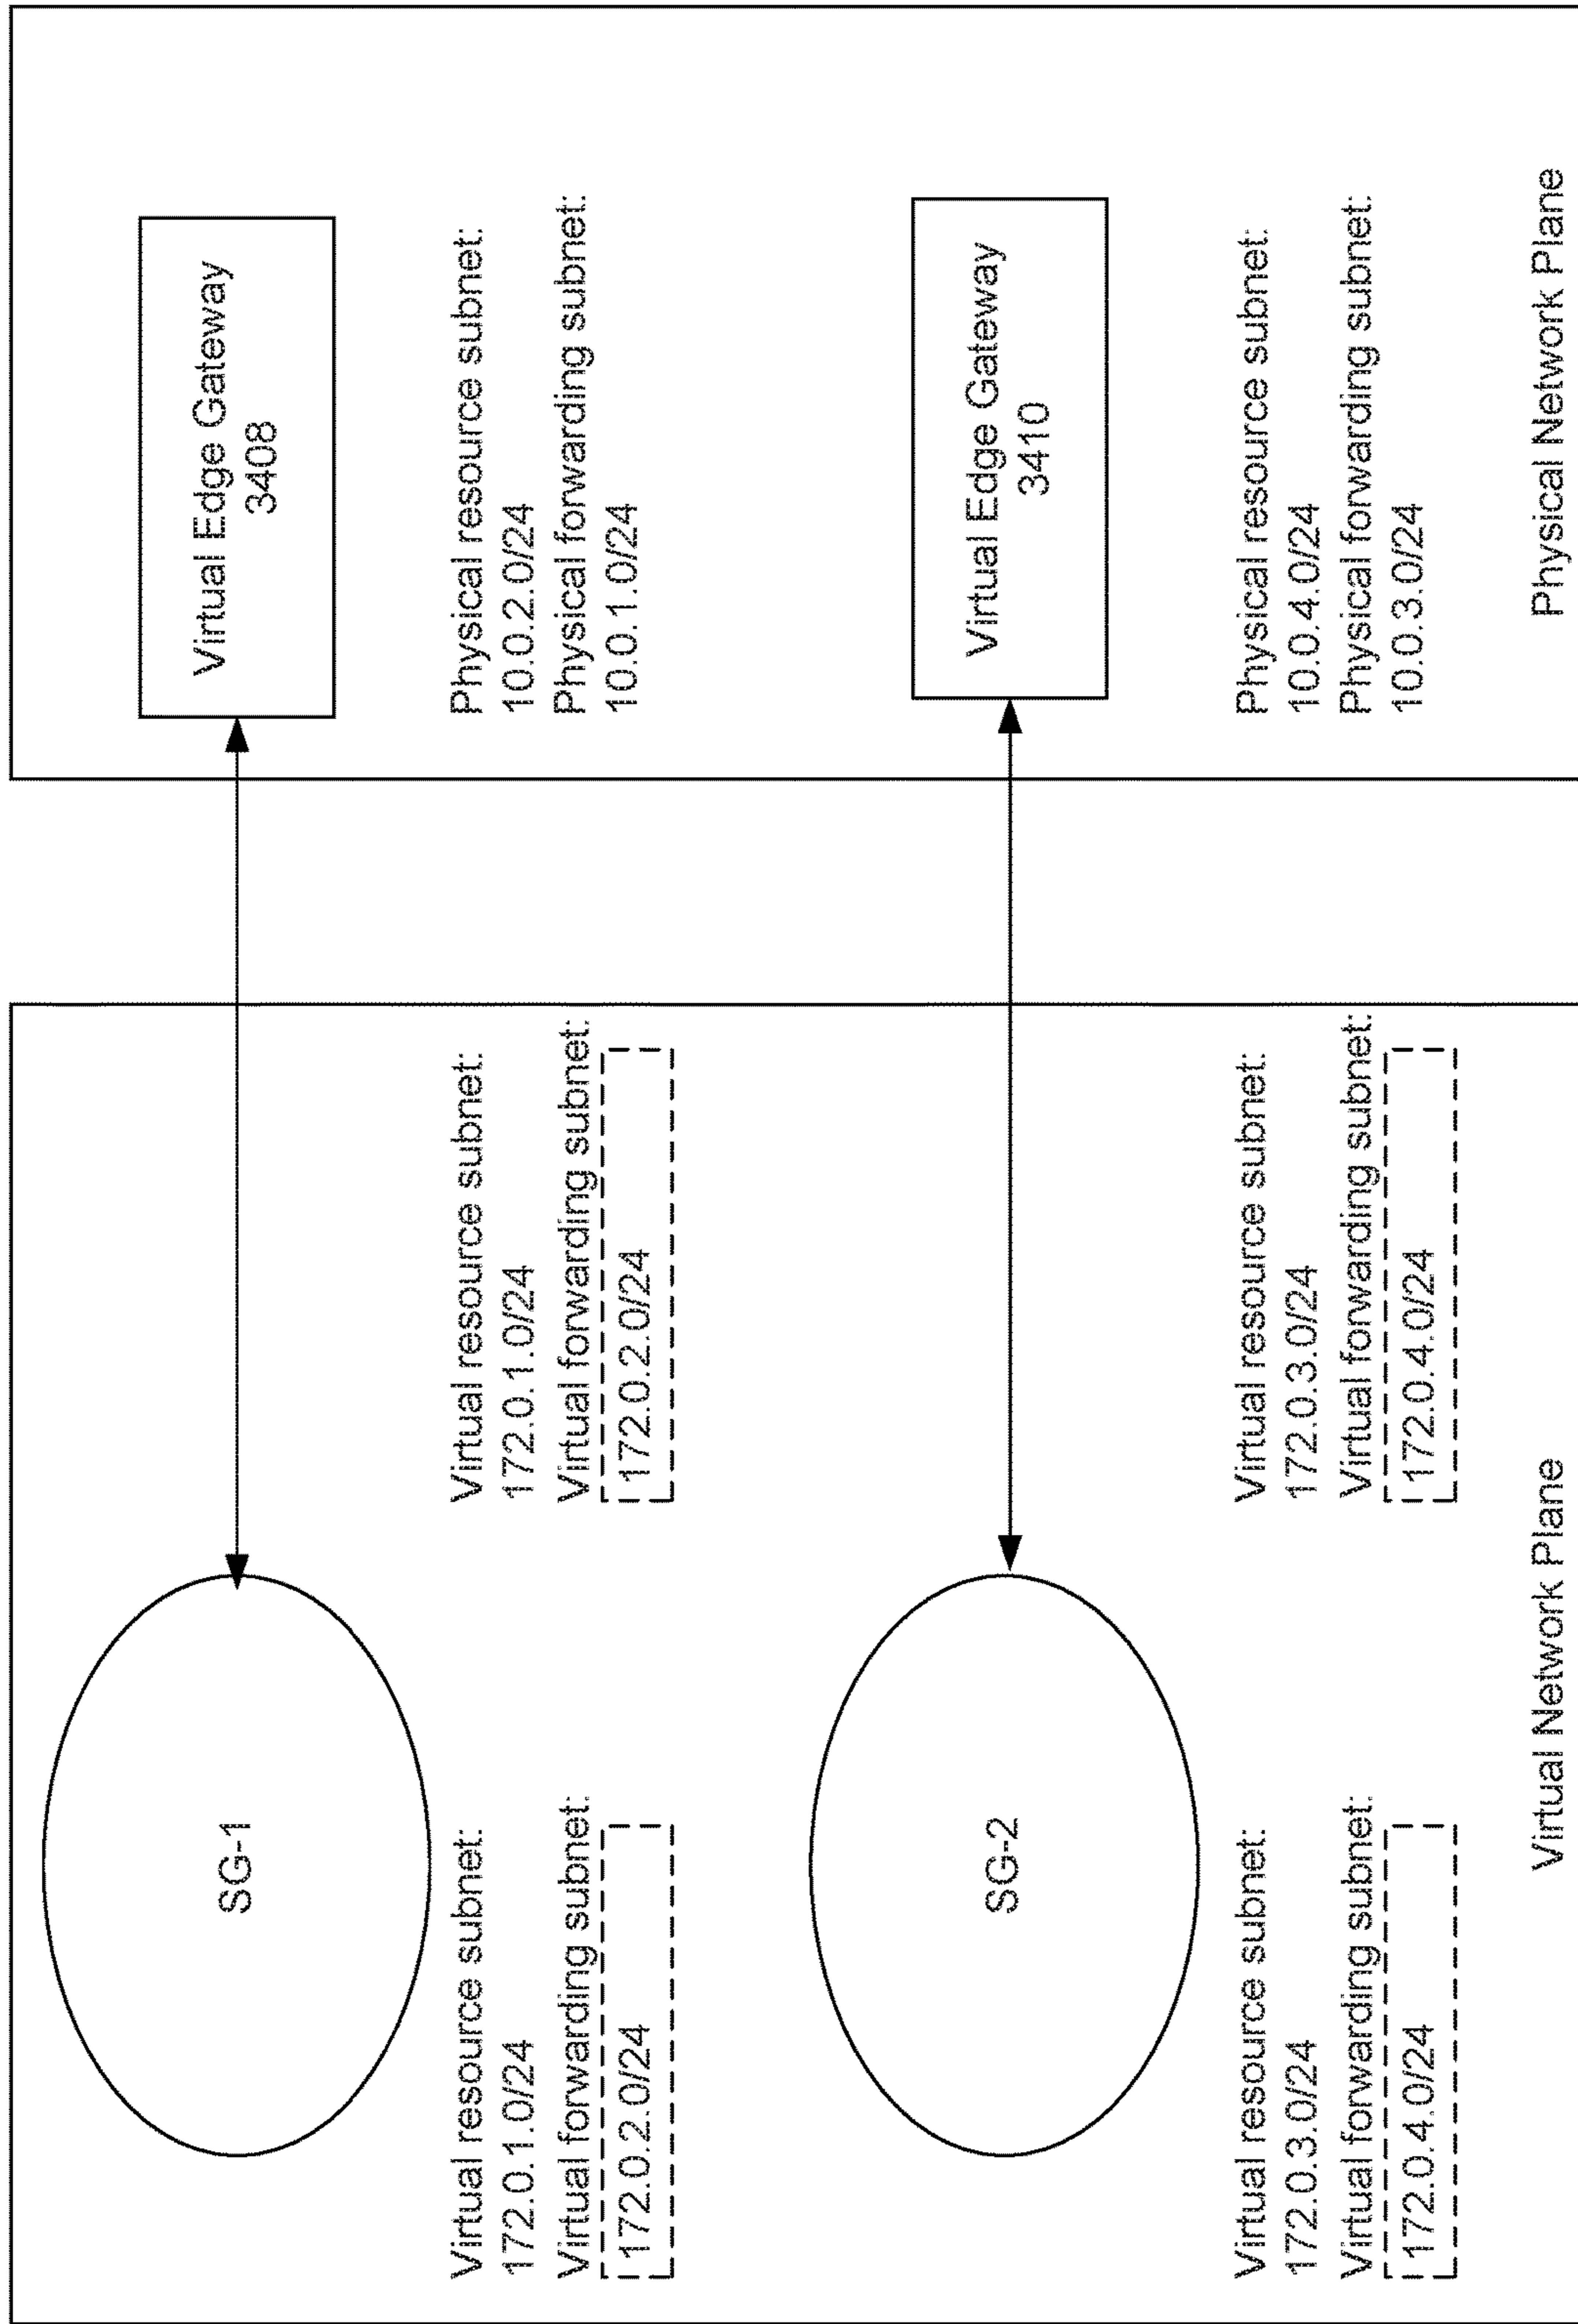 SG-1
Virtual resource subnet:
172.0.1.0/24
Virtual forwarding subnet:
172.0.2.0/24
Virtual resource subnet:
172.0.1.0/24
Virtual forwarding subnet:
172.0.2.0/24
SG-2
Virtual resource subnet:
172.0.3.0/24
Virtual forwarding subnet:
172.0.4.0/24
Virtual resource subnet:
172.0.3.0/24
Virtual forwarding subnet:
172.0.4.0/24
Virtual Network Plane
Virtual Edge Gateway
3408
Physical resource subnet:
10.0.2.0/24
Physical forwarding subnet:
10.0.1.0/24
Virtual Edge Gateway
3410
Physical resource subnet:
10.0.4.0/24
Physical forwarding subnet:
10.0.3.0/24
Physical Network Plane